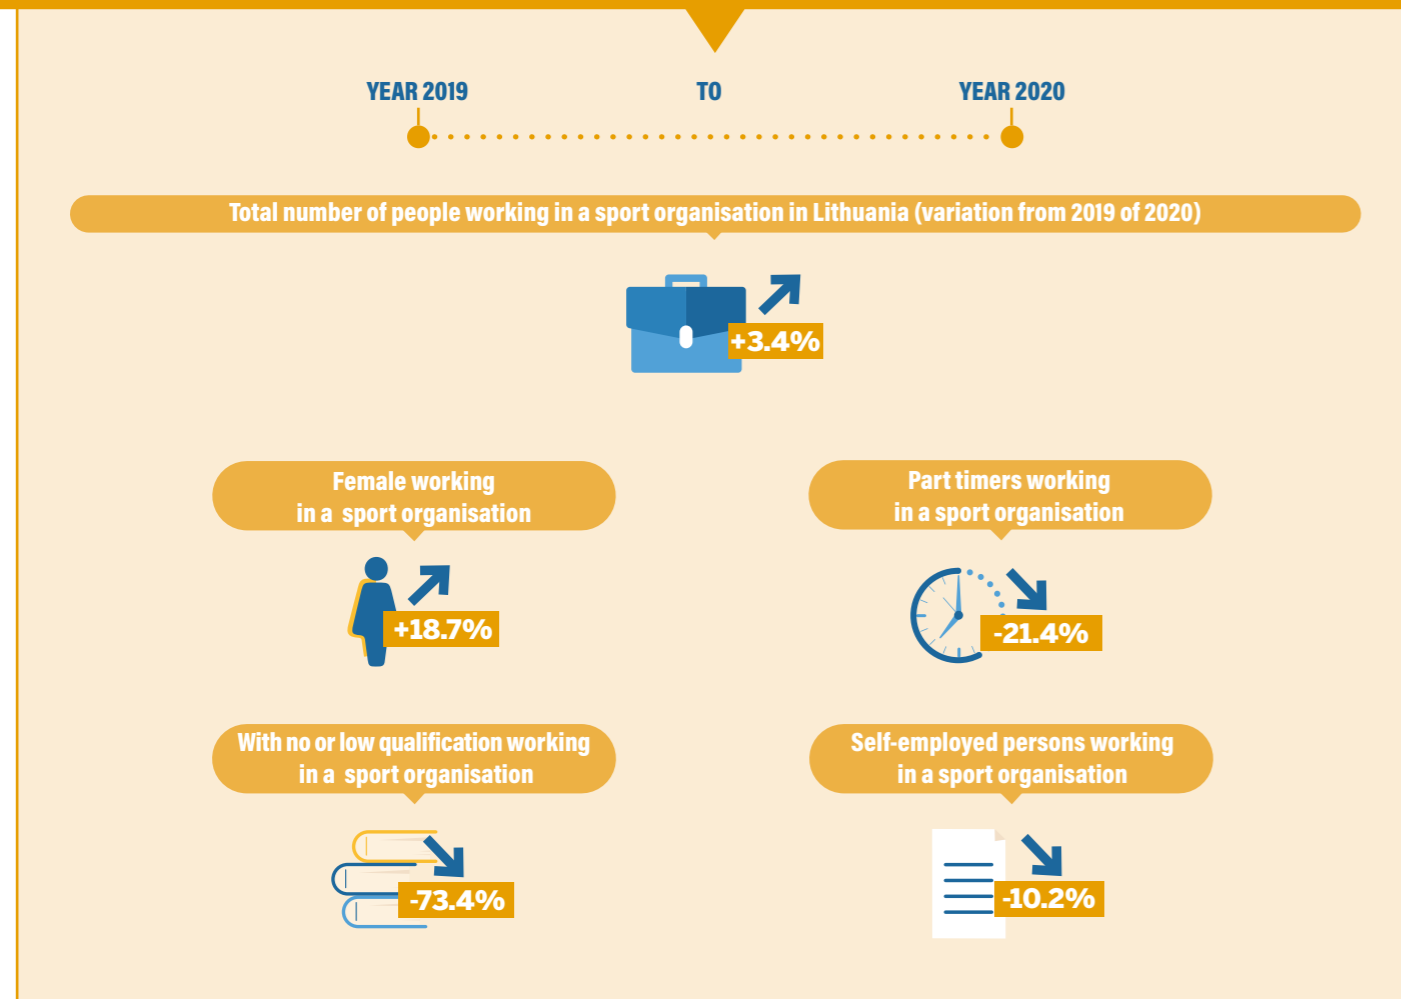 YEAR 2019 TO YEAR 2020
Total number of people working in a sport organisation in Lithuania (variation from 2019 of 2020)
+3.4%
Female working
in a sport organisation
+18.7%
Part timers working
in a sport organisation
-21.4%
With no or low qualification working
in a sport organisation
-73.4%
Self-employed persons working
in a sport organisation
-10.2%